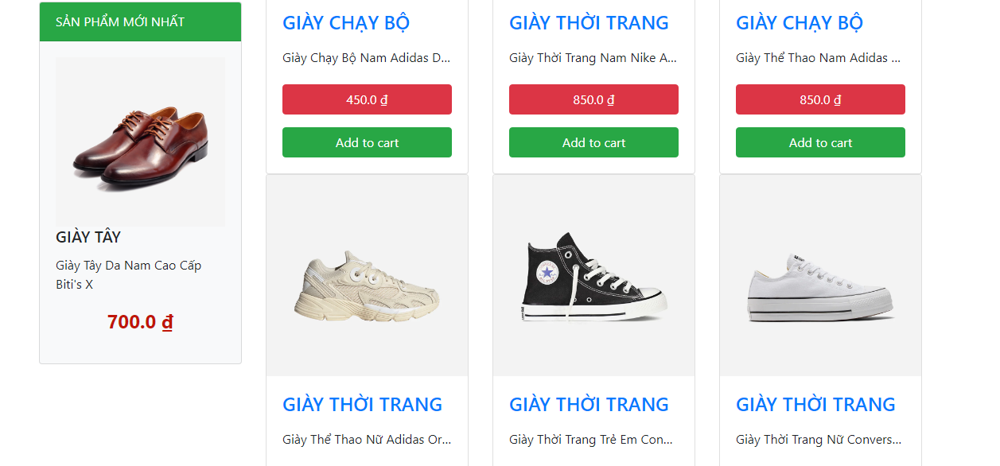 SẢN PHẨM MỚI NHẤT
GIÀY TÂY
Giày Tây Da Nam Cao Cấp
Biti's X
700.0 ₫
GIÀY CHẠY BỘ
Giày Chạy Bộ Nam Adidas D...
450.0 ₫
Add to cart
GIÀY THỜI TRANG
Giày Thời Trang Nam Nike A...
850.0 ₫
Add to cart
GIÀY CHẠY BỘ
Giày Thể Thao Nam Adidas ...
850.0 ₫
Add to cart
GIÀY THỜI TRANG
Giày Thể Thao Nữ Adidas Or...
GIÀY THỜI TRANG
Giày Thời Trang Trẻ Em Con...
GIÀY THỜI TRANG
Giày Thời Trang Nữ Convers...